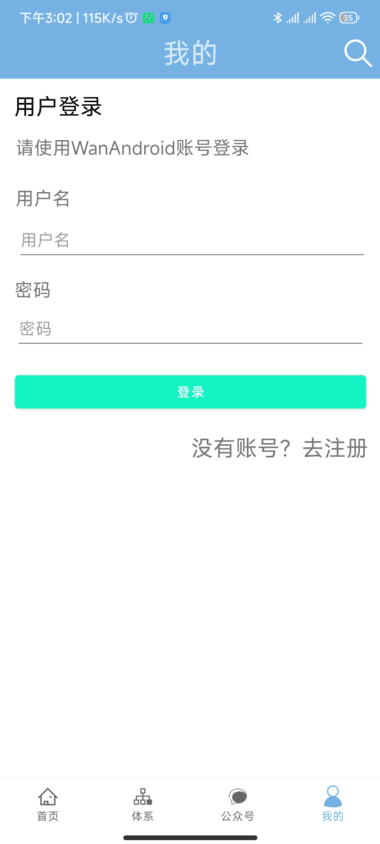 下午3:02 | 115K/s
35
我的
用户登录
请使用WanAndroid账号登录
用户名
用户名
密码
密码
登录
没有账号？去注册
首页
体系
公众号
我的